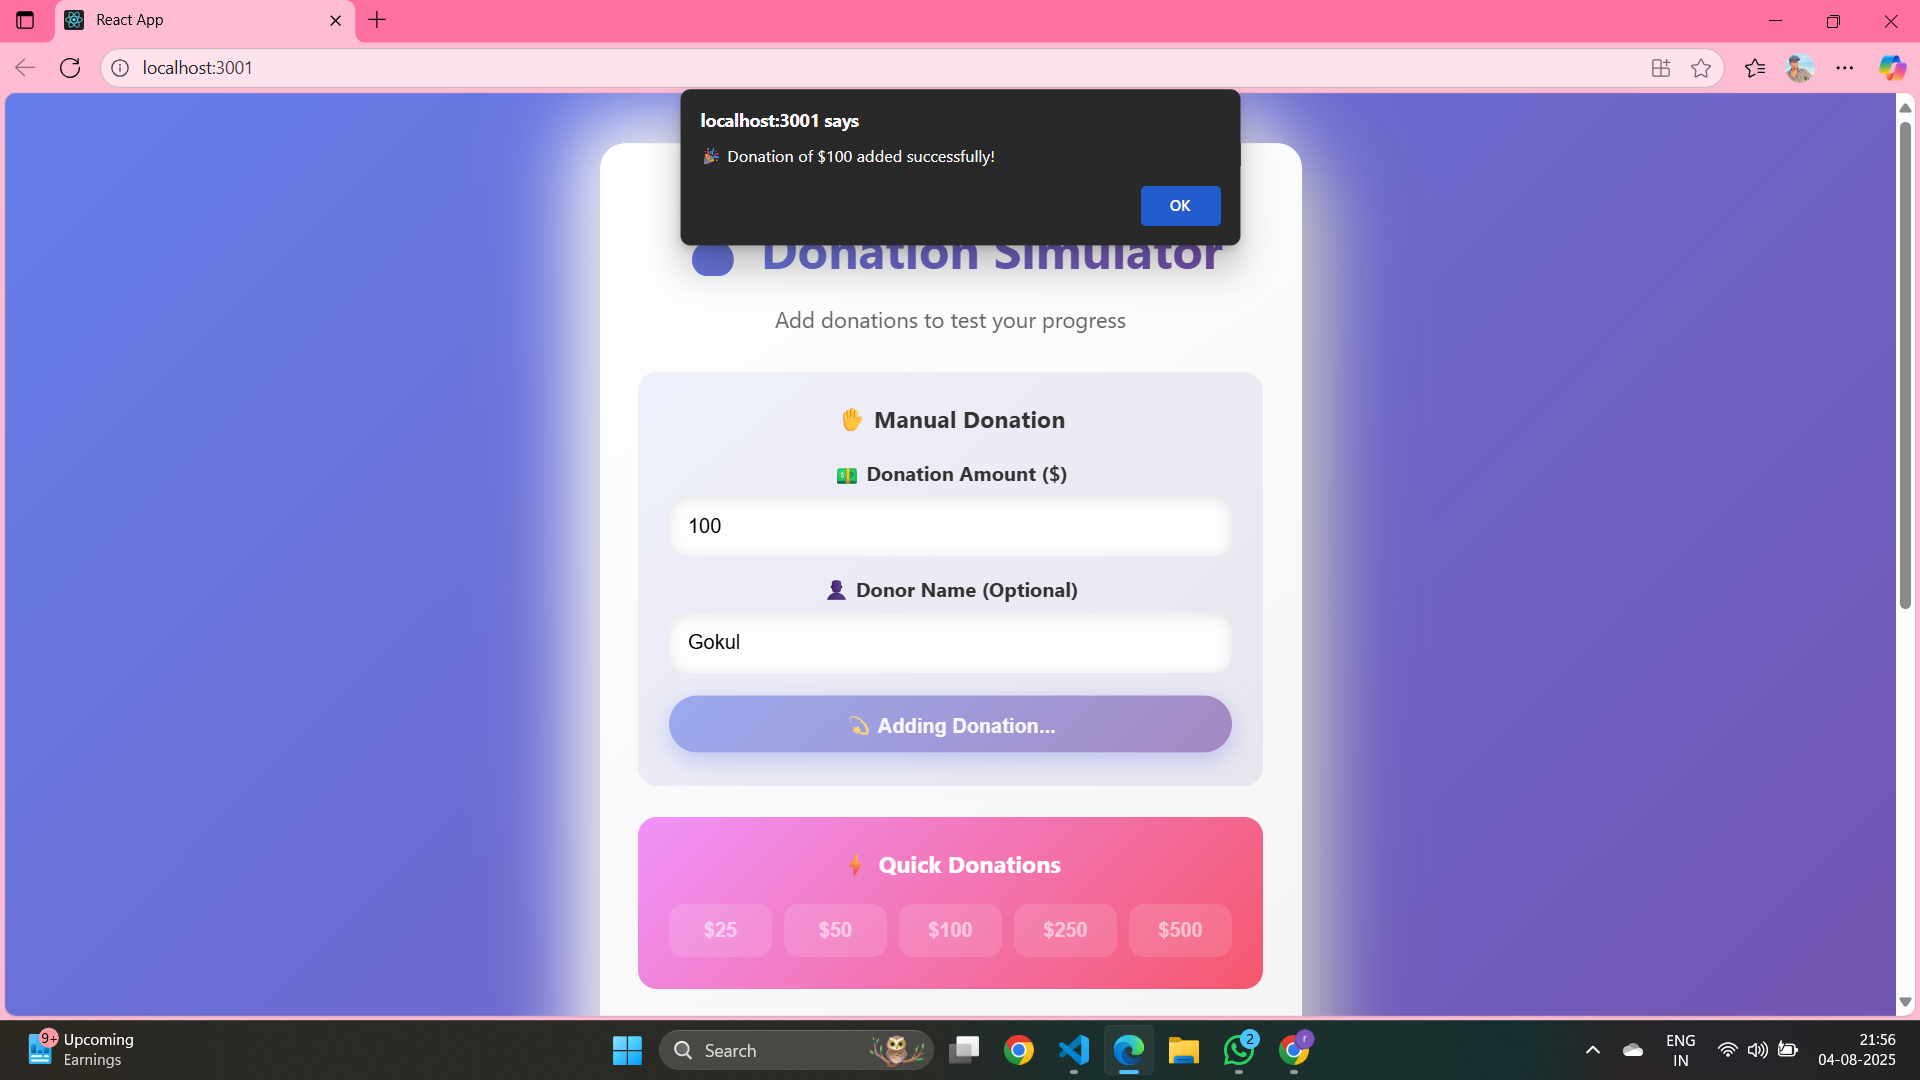 React App
localhost:3001
localhost:3001 says
🎉 Donation of $100 added successfully!
OK
Donation Simulator
Add donations to test your progress
✋ Manual Donation
💵 Donation Amount ($)
100
👤 Donor Name (Optional)
Gokul
💫 Adding Donation...
⚡ Quick Donations
$25 $50 $100 $250 $500
9+
Upcoming
Earnings
Search
2
r
ENG
IN
21:56
04-08-2025